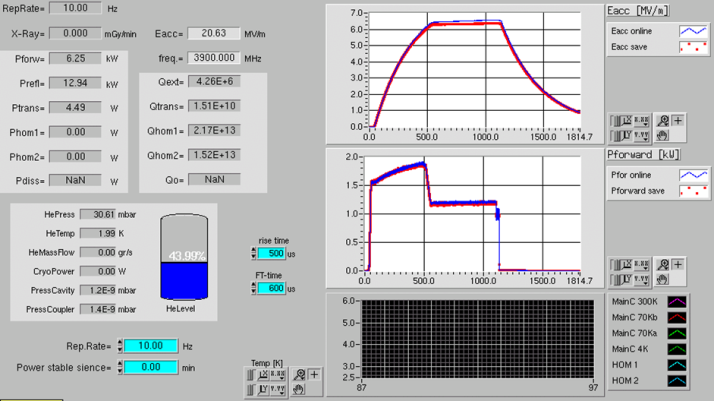 RepRate= 10.00 Hz
X-Ray= 0.000 mGy/min
Eacc= 20.63 MV/m
Pforw= 6.25 kW
freq.= 3900.000 MHz
Prefl= 12.94 kW
Qext= 4.26E+6
Ptrans= 4.49 W
Qtrans= 1.51E+10
Phom1= 0.00 W
Qhom1= 2.17E+13
Phom2= 0.00 W
Qhom2= 1.52E+13
Pdiss= NaN W
Qo= NaN
HePress 30.61 mbar
HeTemp 1.99 K
HeMassFlow 0.00 gr/s
CryoPower 0.00 W
PressCavity 1.2E-9 mbar
PressCoupler 1.4E-9 mbar
43.99%
HeLevel
rise time
500 us
FT-time
600 us
Rep.Rate= 10.00 Hz
Power stable sience= 0.00 min
Temp [K]
Eacc [MV/m]
Eacc online
Eacc save
7.0
6.0
5.0
4.0
3.0
2.0
1.0
0.0
0.0 500.0 1000.0 1500.0 1814.7
Pforward [kW]
Pfor online
Pforward save
2.0
1.5
1.0
0.5
0.0
0.0 500.0 1000.0 1500.0 1814.7
6.0
5.0
4.0
3.0
2.5
87 97
MainC 300K
MainC 70Kb
MainC 70Ka
MainC 4K
HOM 1
HOM 2